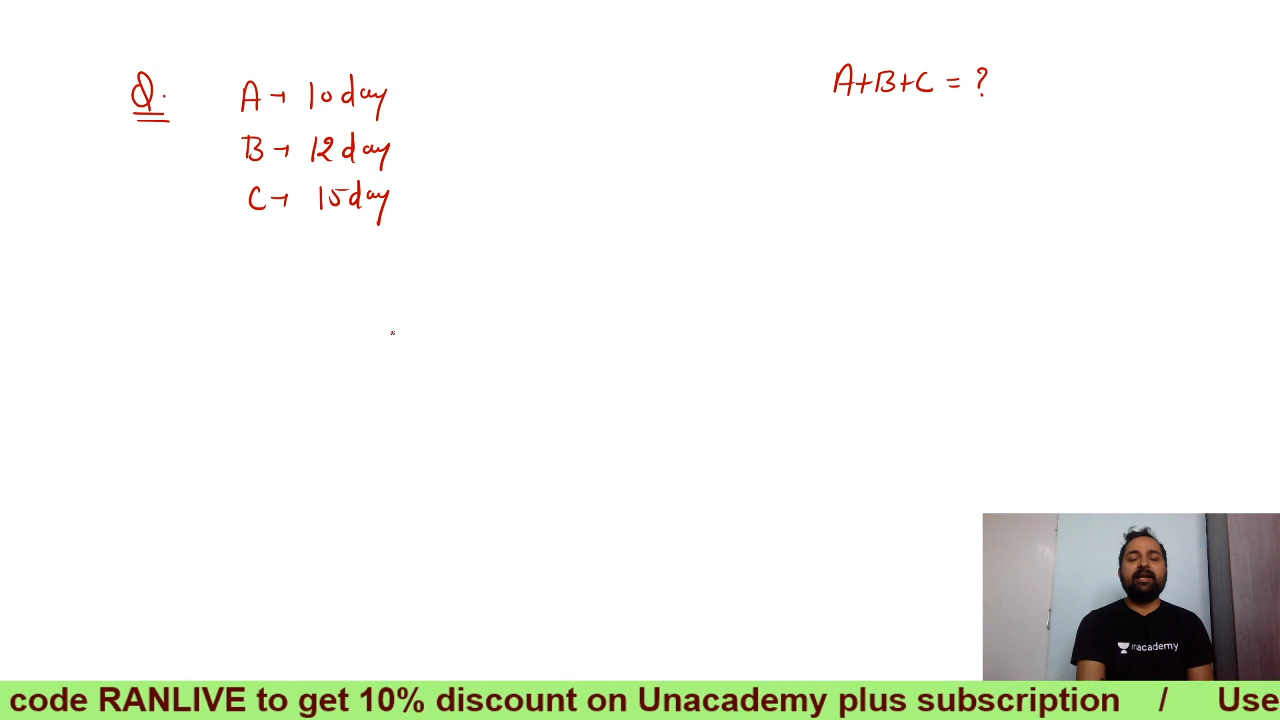 Q. A → 10 day A+B+C = ?
B → 12 day
C → 15 day
unacademy
code RANLIVE to get 10% discount on Unacademy plus subscription / Use